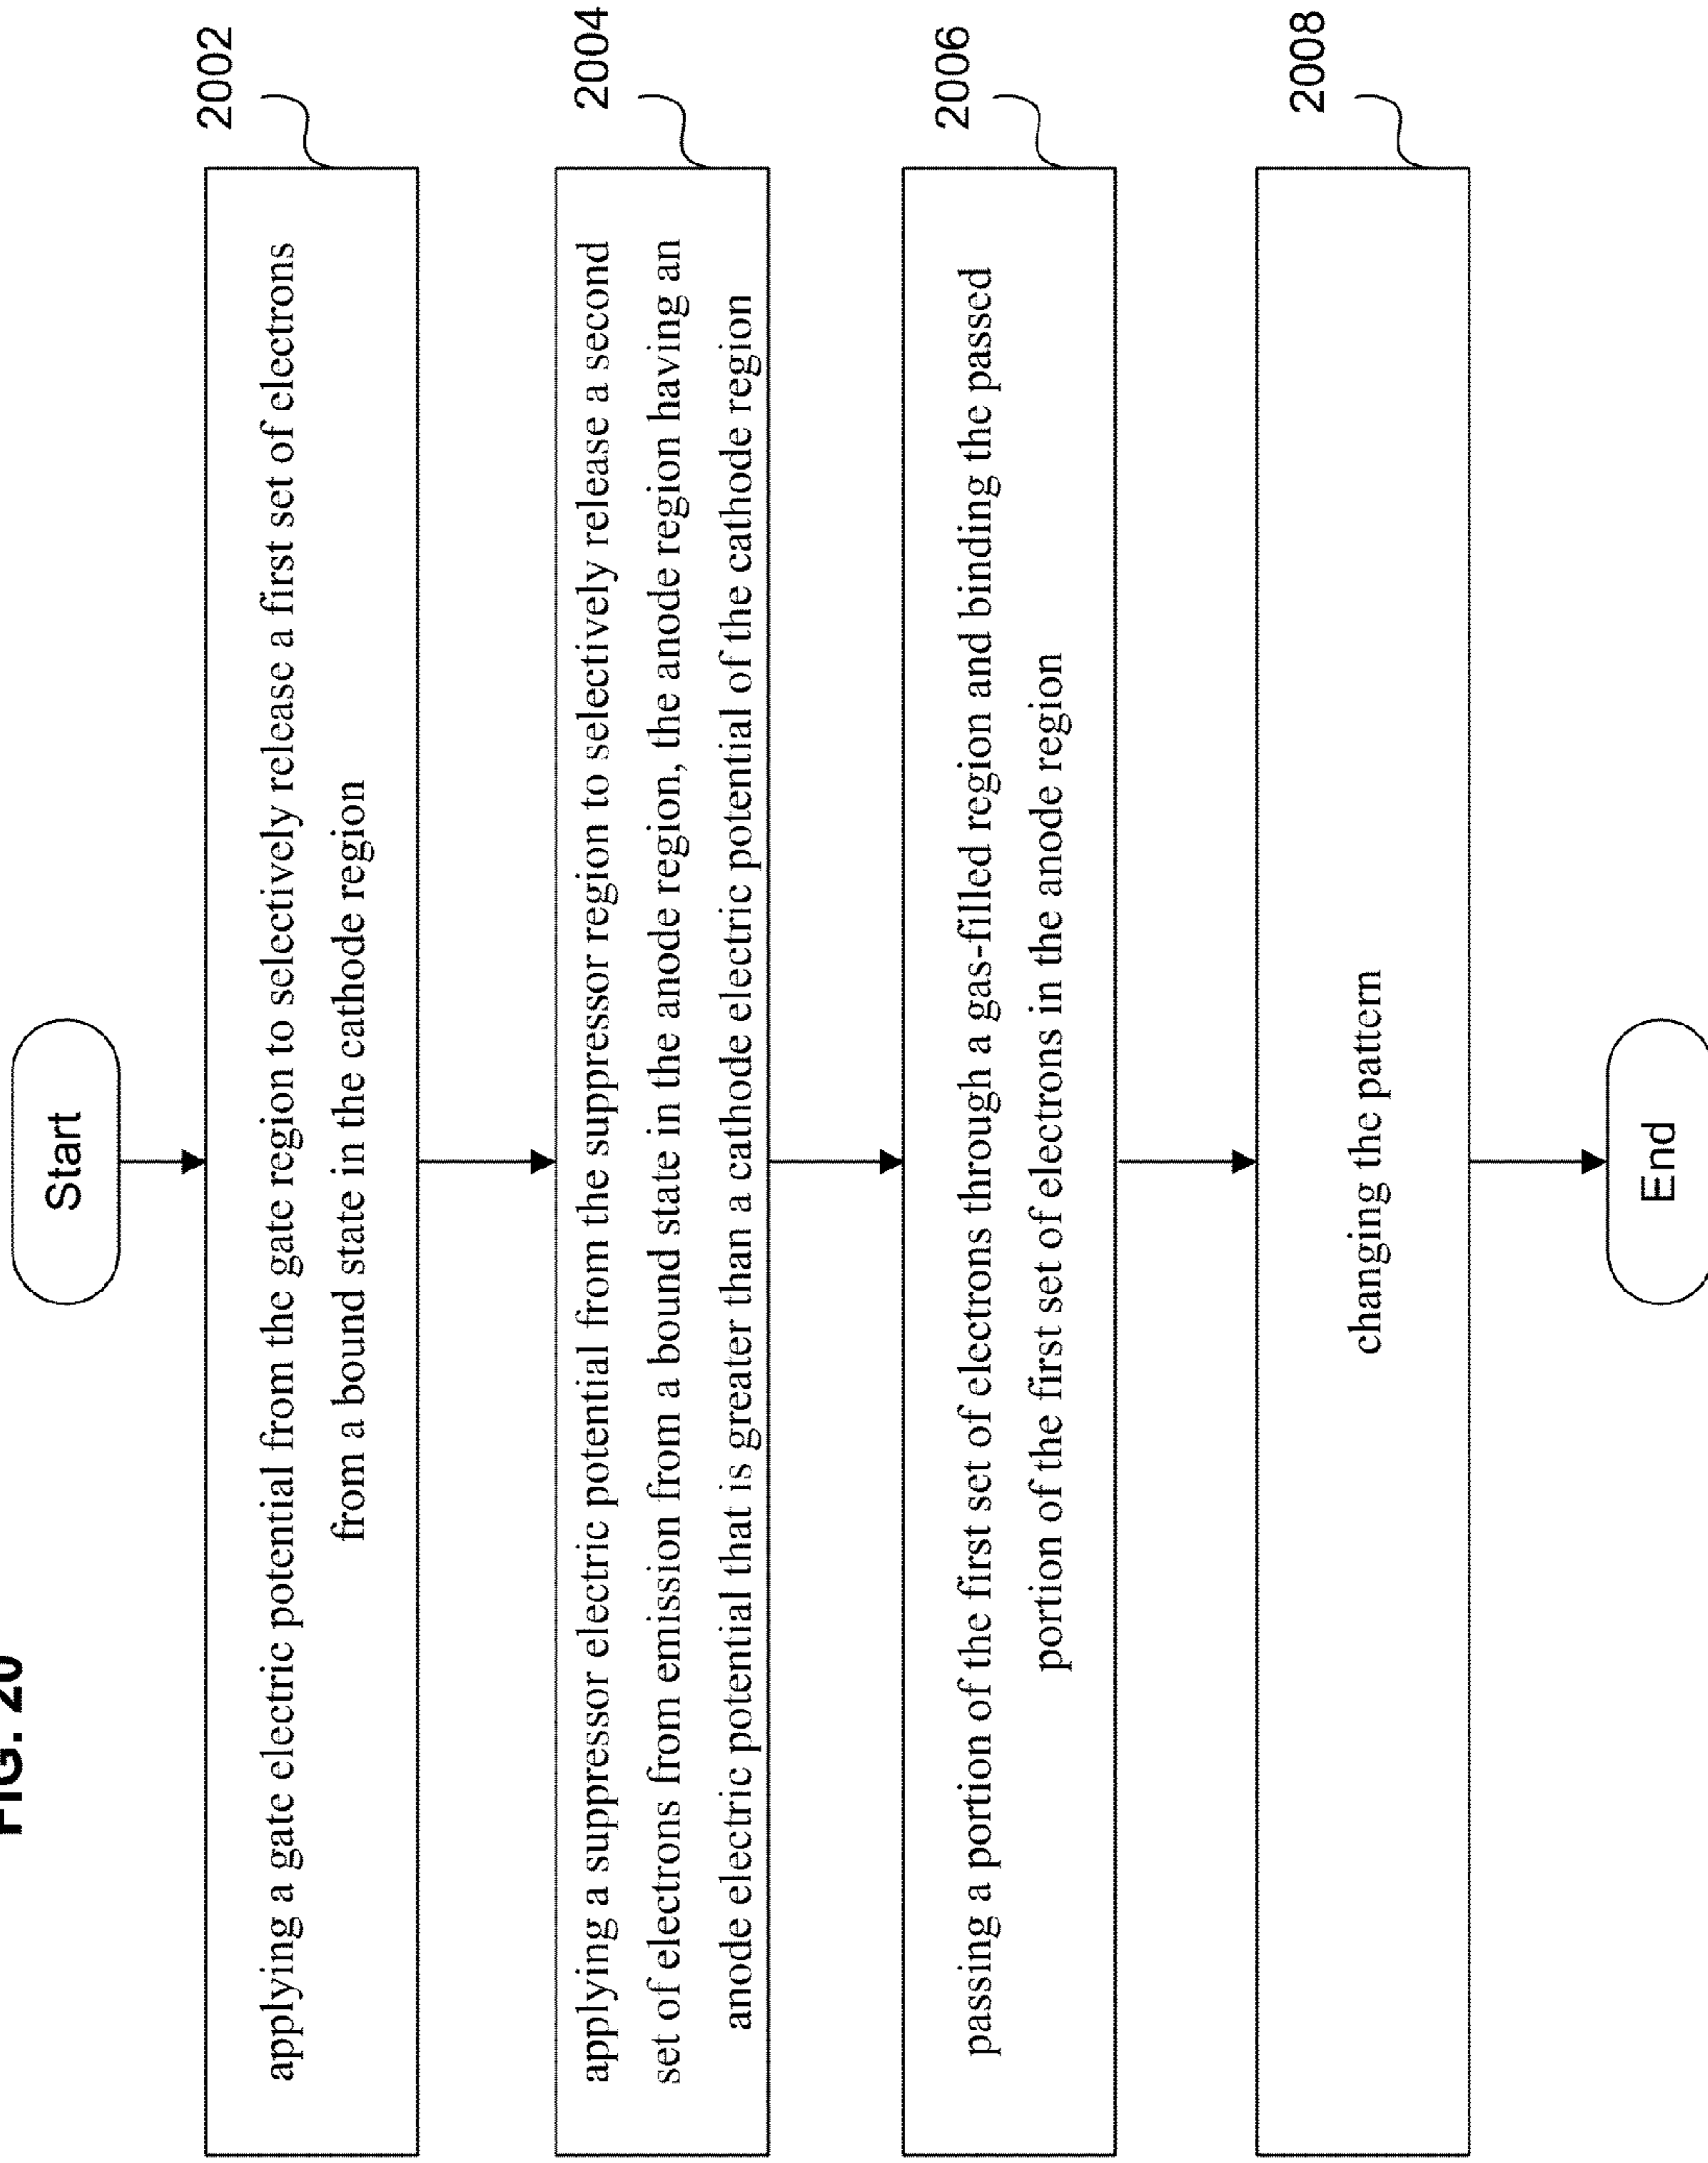 FIG. 20
Start
2002
applying a gate electric potential from the gate region to selectively release a first set of electrons
from a bound state in the cathode region
2004
applying a suppressor electric potential from the suppressor region to selectively release a second
set of electrons from emission from a bound state in the anode region, the anode region having an
anode electric potential that is greater than a cathode electric potential of the cathode region
2006
passing a portion of the first set of electrons through a gas-filled region and binding the passed
portion of the first set of electrons in the anode region
2008
changing the pattern
End